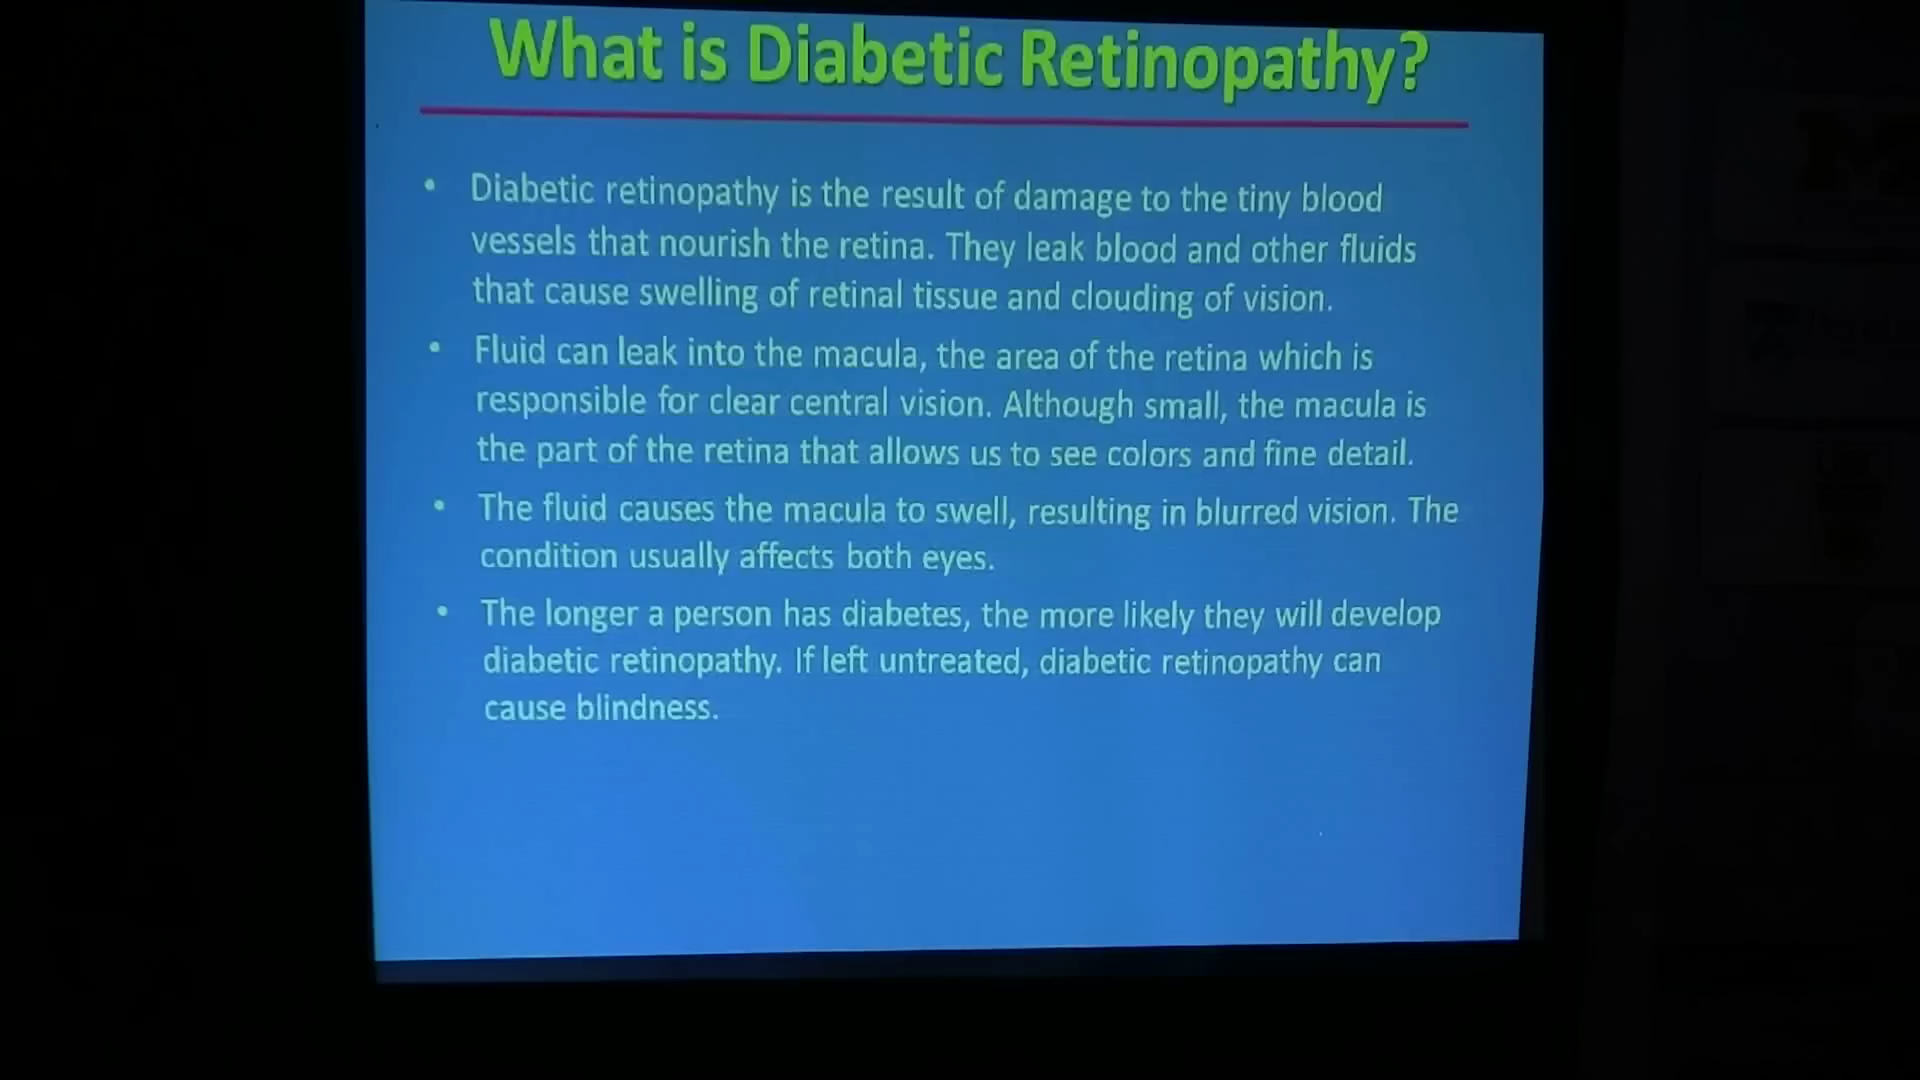 What is Diabetic Retinopathy?
• Diabetic retinopathy is the result of damage to the tiny blood
vessels that nourish the retina. They leak blood and other fluids
that cause swelling of retinal tissue and clouding of vision.
• Fluid can leak into the macula, the area of the retina which is
responsible for clear central vision. Although small, the macula is
the part of the retina that allows us to see colors and fine detail.
• The fluid causes the macula to swell, resulting in blurred vision. The
condition usually affects both eyes.
• The longer a person has diabetes, the more likely they will develop
diabetic retinopathy. If left untreated, diabetic retinopathy can
cause blindness.